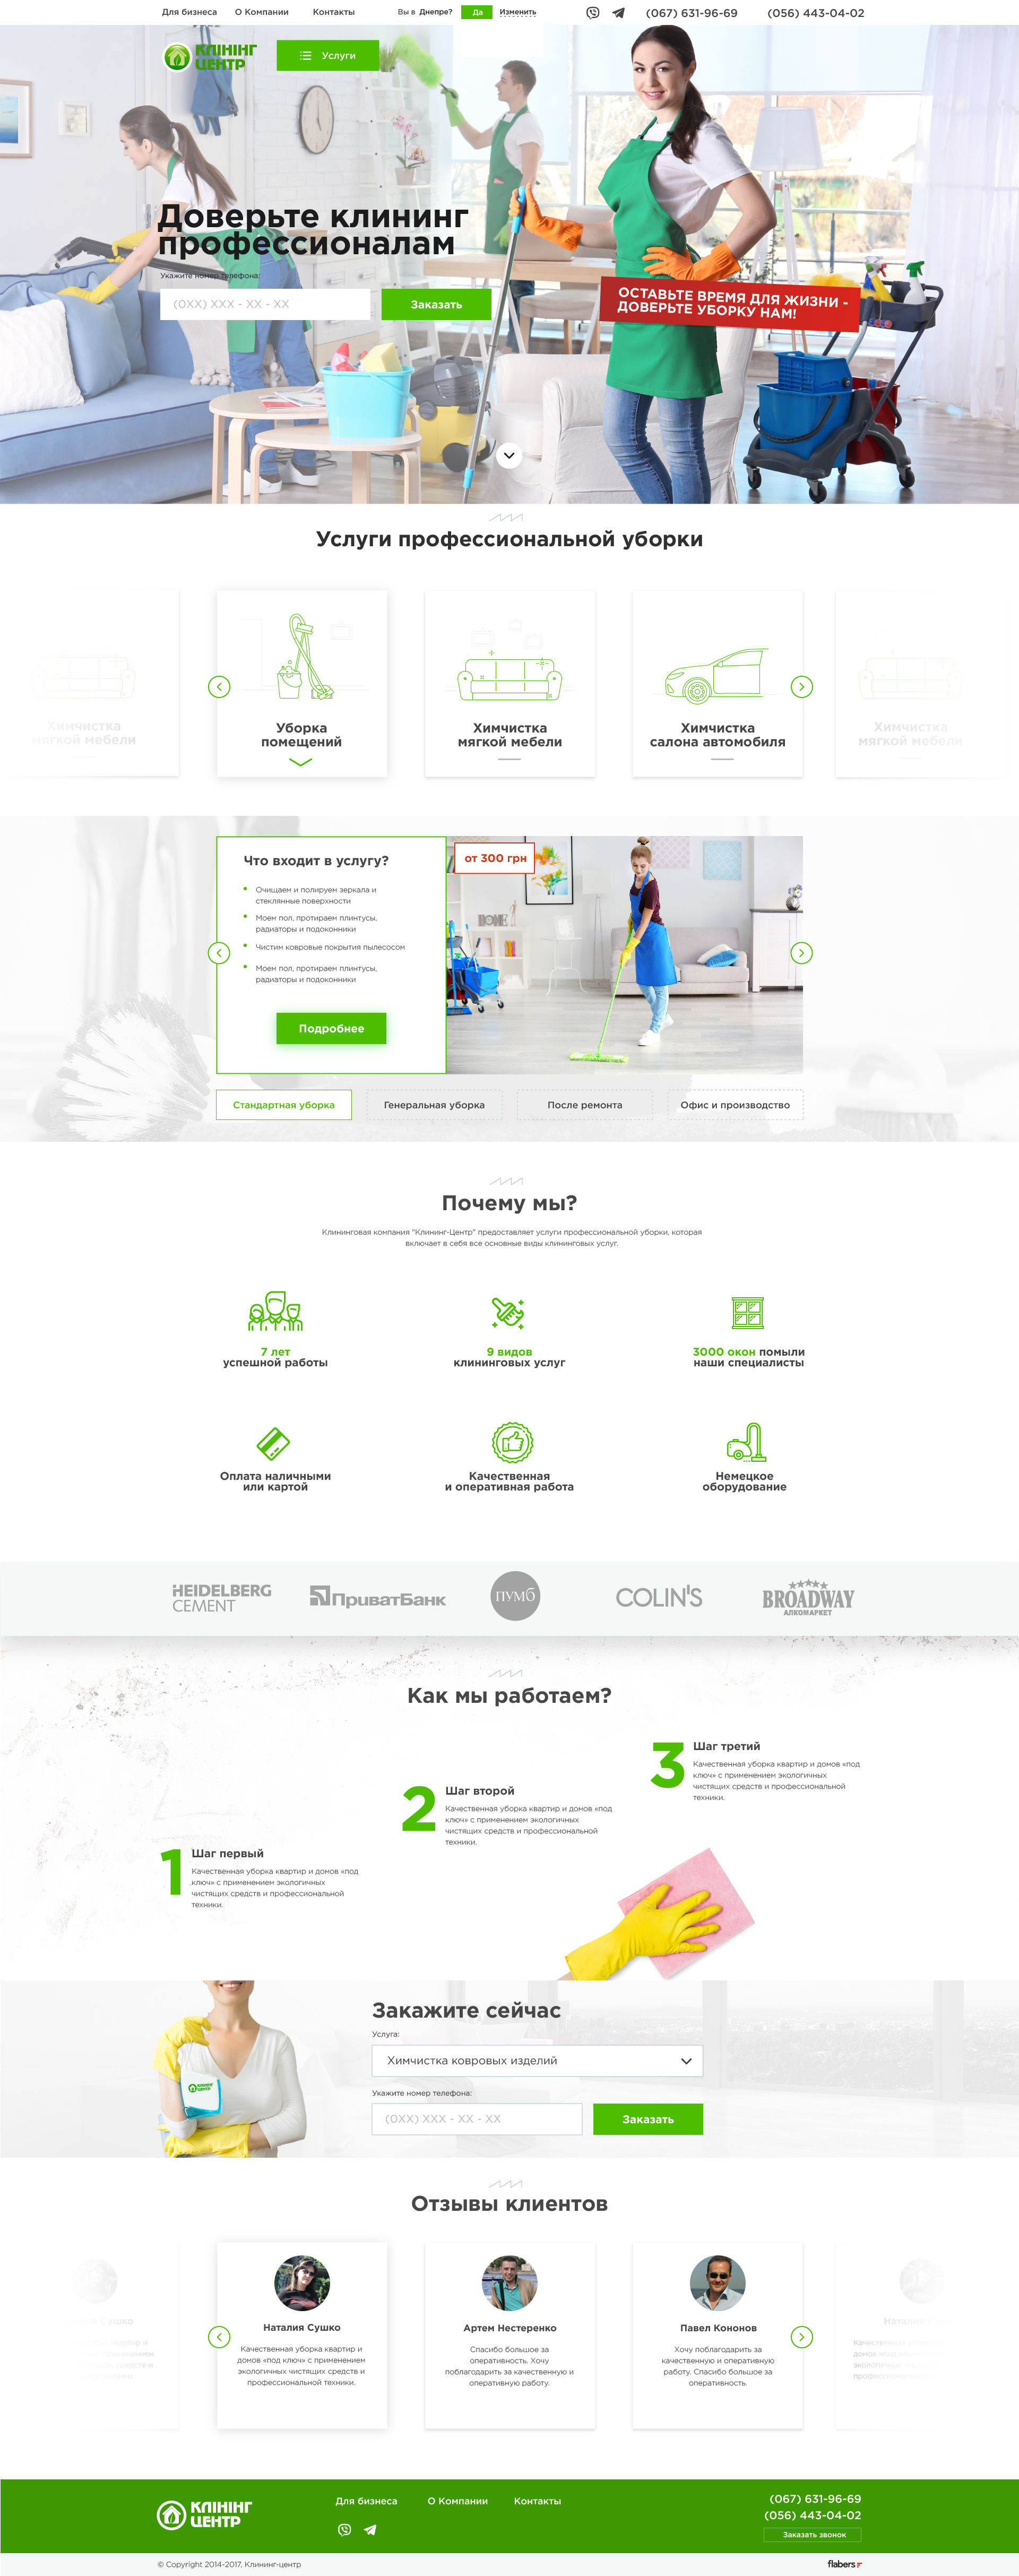 Для бизнеса О Компании Контакты Вы в Днепре? Да Изменить (067) 631-96-69 (056) 443-04-02
КЛІНІНГ
ЦЕНТР
Услуги
Доверьте клининг
профессионалам
Укажите номер телефона:
(0XX) XXX - XX - XX
Заказать
ОСТАВЬТЕ ВРЕМЯ ДЛЯ ЖИЗНИ -
ДОВЕРЬТЕ УБОРКУ НАМ!
Услуги профессиональной уборки
Химчистка
мягкой мебели
Уборка
помещений
Химчистка
мягкой мебели
Химчистка
салона автомобиля
Химчистка
мягкой мебели
Что входит в услугу?
Очищаем и полируем зеркала и
стеклянные поверхности
Моем пол, протираем плинтусы,
радиаторы и подоконники
Чистим ковровые покрытия пылесосом
Моем пол, протираем плинтусы,
радиаторы и подоконники
Подробнее
от 300 грн
HOME
Стандартная уборка
Генеральная уборка
После ремонта
Офис и производство
Почему мы?
Клининговая компания "Клининг-Центр" предоставляет услуги профессиональной уборки, которая
включает в себя все основные виды клининговых услуг.
7 лет
успешной работы
9 видов
клининговых услуг
3000 окон помыли
наши специалисты
Оплата наличными
или картой
Качественная
и оперативная работа
Немецкое
оборудование
HEIDELBERG
CEMENT
ПриватБанк
ПУМБ
COLIN'S
BROADWAY
АЛКОМАРКЕТ
Как мы работаем?
3
Шаг третий
Качественная уборка квартир и домов «под
ключ» с применением экологичных
чистящих средств и профессиональной
техники.
2
Шаг второй
Качественная уборка квартир и домов «под
ключ» с применением экологичных
чистящих средств и профессиональной
техники.
1
Шаг первый
Качественная уборка квартир и домов «под
ключ» с применением экологичных
чистящих средств и профессиональной
техники.
КЛІНІНГ
ЦЕНТР
Закажите сейчас
Услуга:
Химчистка ковровых изделий
Укажите номер телефона:
(0XX) XXX - XX - XX
Заказать
Отзывы клиентов
Сушко
Наталия Сушко
Качественная уборка квартир и
домов «под ключ» с применением
экологичных чистящих средств и
профессиональной техники.
Артем Нестеренко
Спасибо большое за
оперативность. Хочу
поблагодарить за качественную и
оперативную работу.
Павел Кононов
Хочу поблагодарить за
качественную и оперативную
работу. Спасибо большое за
оперативность.
КЛІНІНГ
ЦЕНТР
Для бизнеса О Компании Контакты
(067) 631-96-69
(056) 443-04-02
Заказать звонок
© Copyright 2014-2017, Клининг-центр
flabers